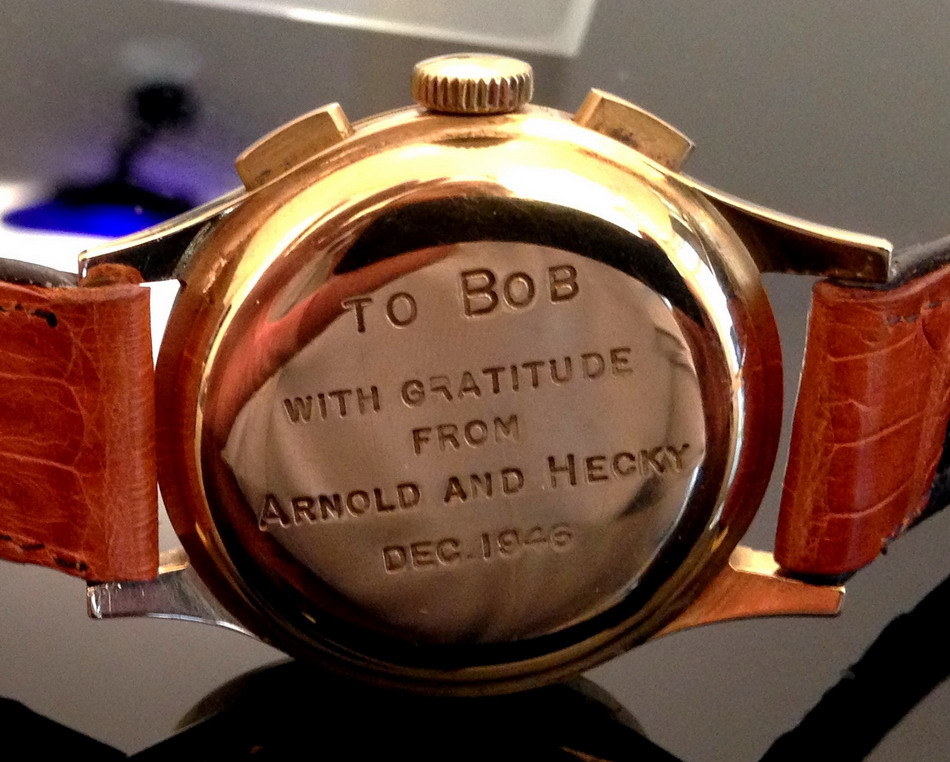 TO BOB
WITH GRATITUDE
FROM
ARNOLD AND HECKY
DEC. 1946